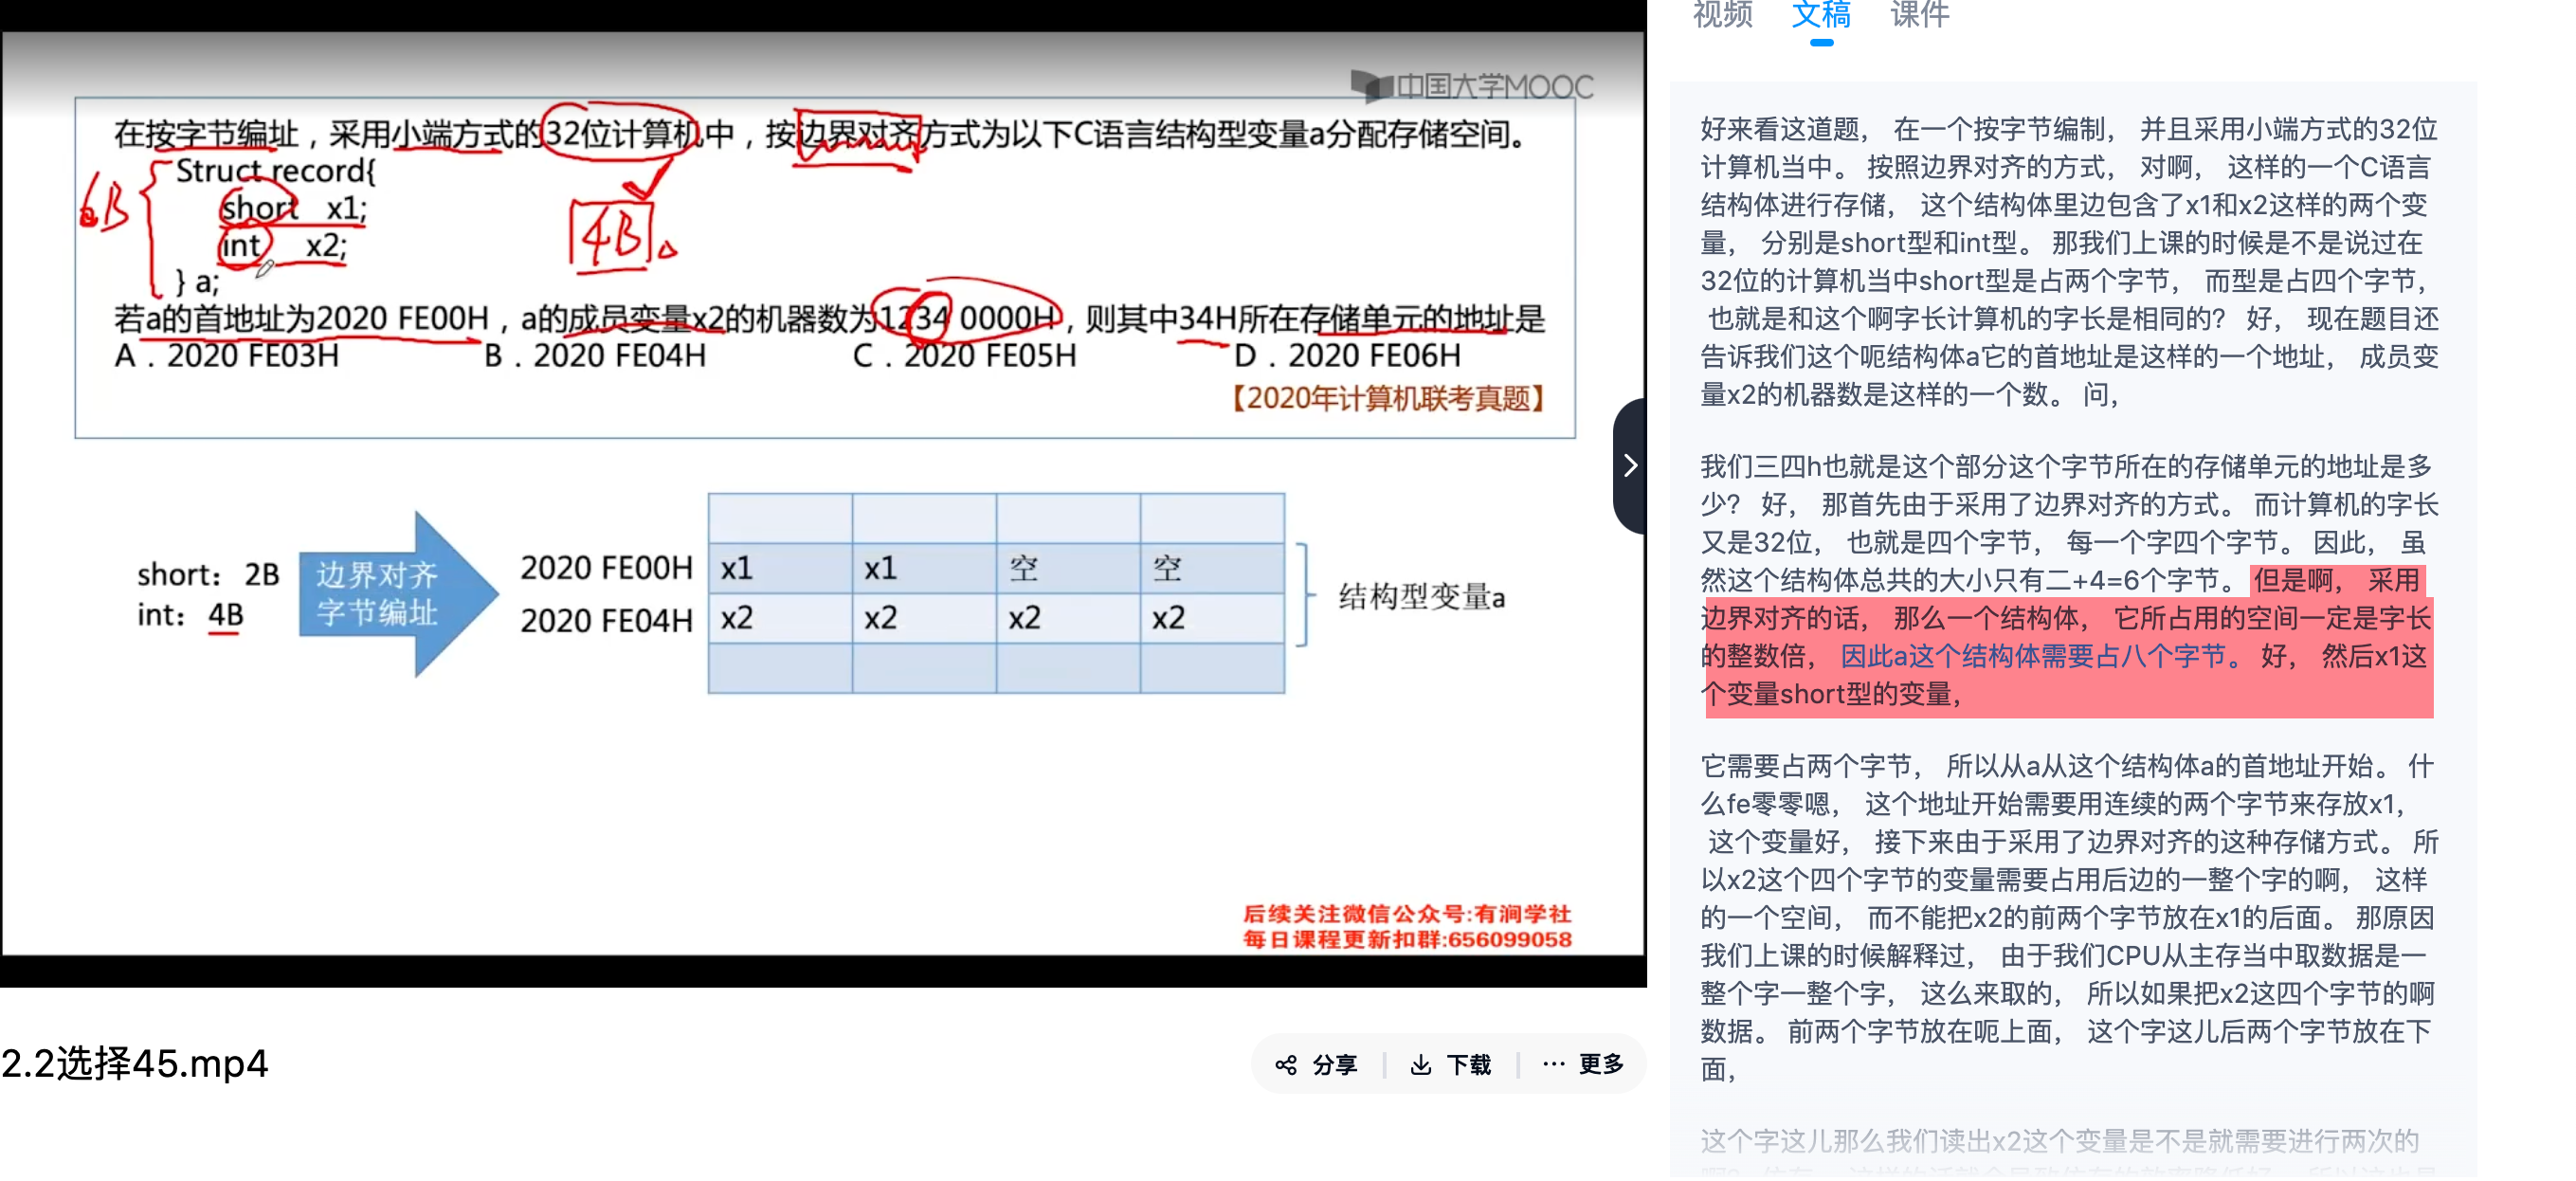 中国大学MOOC
在按字节编址，采用小端方式的32位计算机中，按边界对齐方式为以下C语言结构型变量a分配存储空间。
Struct record{
short x1;
int x2;
} a;
6B
4B
若a的首地址为2020 FE00H，a的成员变量x2的机器数为1234 0000H，则其中34H所在存储单元的地址是
A．2020 FE03H B．2020 FE04H C．2020 FE05H D．2020 FE06H
【2020年计算机联考真题】
short：2B
int：4B
边界对齐
字节编址
2020 FE00H x1 x1 空 空
2020 FE04H x2 x2 x2 x2
结构型变量a
后续关注微信公众号:有润学社
每日课程更新扣群:656099058
2.2选择45.mp4
分享 下载 更多
视频 文稿 课件
好来看这道题， 在一个按字节编制， 并且采用小端方式的32位
计算机当中。 按照边界对齐的方式， 对啊， 这样的一个C语言
结构体进行存储， 这个结构体里边包含了x1和x2这样的两个变
量， 分别是short型和int型。 那我们上课的时候是不是说过在
32位的计算机当中short型是占两个字节， 而型是占四个字节，
也就是和这个啊字长计算机的字长是相同的？ 好， 现在题目还
告诉我们这个呃结构体a它的首地址是这样的一个地址， 成员变
量x2的机器数是这样的一个数。 问，
我们三四h也就是这个部分这个字节所在的存储单元的地址是多
少？ 好， 那首先由于采用了边界对齐的方式。 而计算机的字长
又是32位， 也就是四个字节， 每一个字四个字节。 因此， 虽
然这个结构体总共的大小只有二+4=6个字节。 但是啊， 采用
边界对齐的话， 那么一个结构体， 它所占用的空间一定是字长
的整数倍， 因此a这个结构体需要占八个字节。 好， 然后x1这
个变量short型的变量，
它需要占两个字节， 所以从a从这个结构体a的首地址开始。 什
么fe零零嗯， 这个地址开始需要用连续的两个字节来存放x1，
这个变量好， 接下来由于采用了边界对齐的这种存储方式。 所
以x2这个四个字节的变量需要占用后边的一整个字的啊， 这样
的一个空间， 而不能把x2的前两个字节放在x1的后面。 那原因
我们上课的时候解释过， 由于我们CPU从主存当中取数据是一
整个字一整个字， 这么来取的， 所以如果把x2这四个字节的啊
数据。 前两个字节放在呃上面， 这个字这儿后两个字节放在下
面，
这个字这儿那么我们读出x2这个变量是不是就需要进行两次的